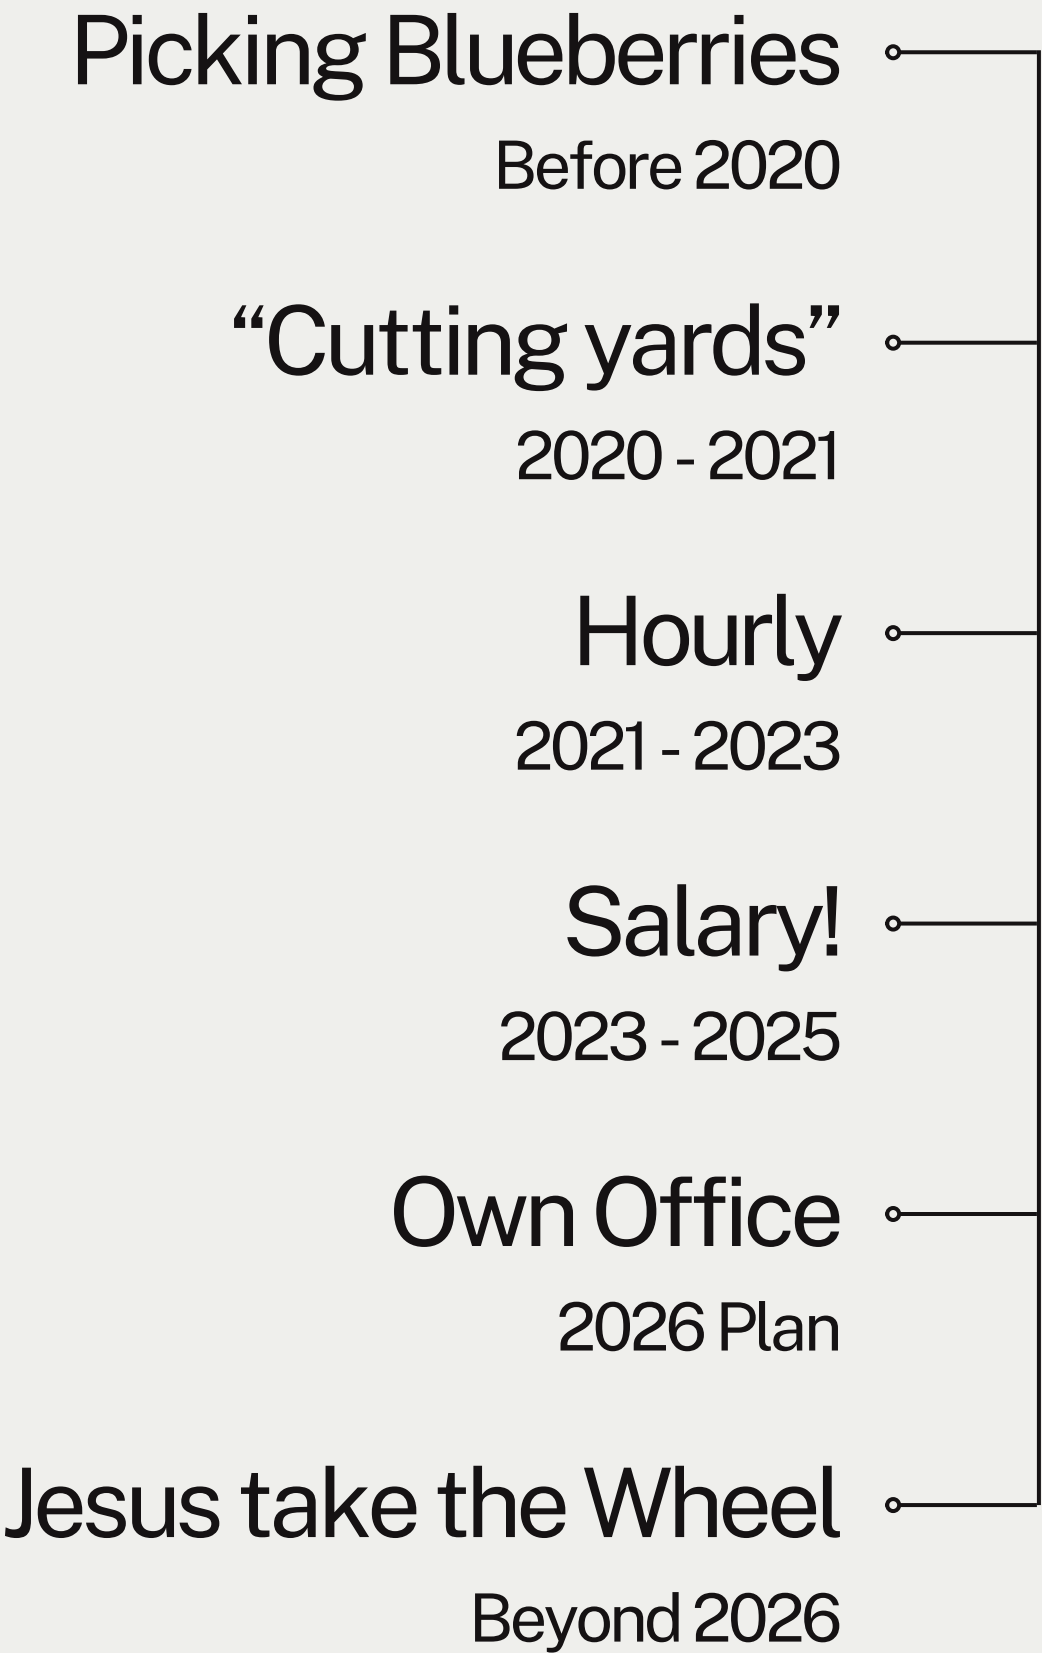 Picking Blueberries
Before 2020
“Cutting yards”
2020 - 2021
Hourly
2021 - 2023
Salary!
2023 - 2025
Own Office
2026 Plan
Jesus take the Wheel
Beyond 2026